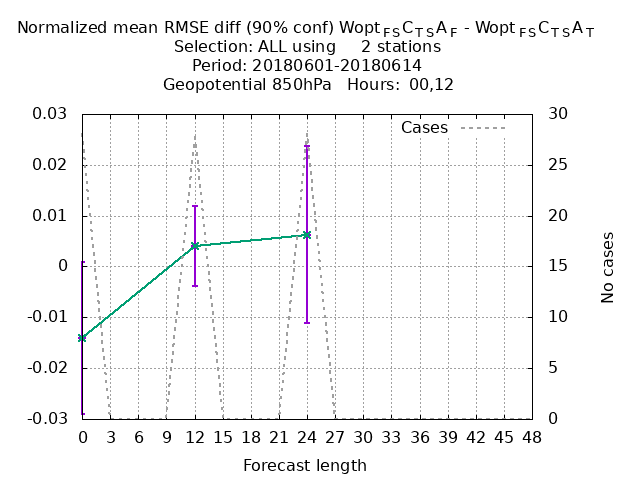 Normalized mean RMSE diff (90% conf) Wopt FS C T S A F - Wopt FS C T S A T
Selection: ALL using 2 stations
Period: 20180601-20180614
Geopotential 850hPa Hours: 00,12
0.03
0.02
0.01
0
-0.01
-0.02
-0.03
Cases
30
25
20
15
10
5
0
No cases
0 3 6 9 12 15 18 21 24 27 30 33 36 39 42 45 48
Forecast length